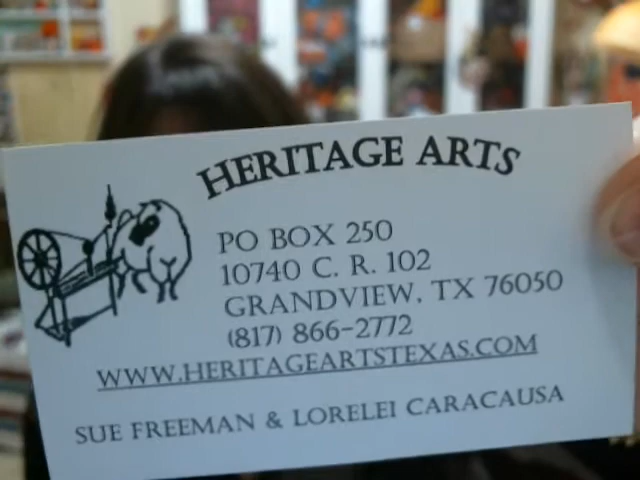 HERITAGE ARTS
PO BOX 250
10740 C. R. 102
GRANDVIEW, TX 76050
(817) 866-2772
WWW.HERITAGEARTSTEXAS.COM
SUE FREEMAN & LORELEI CARACAUSA